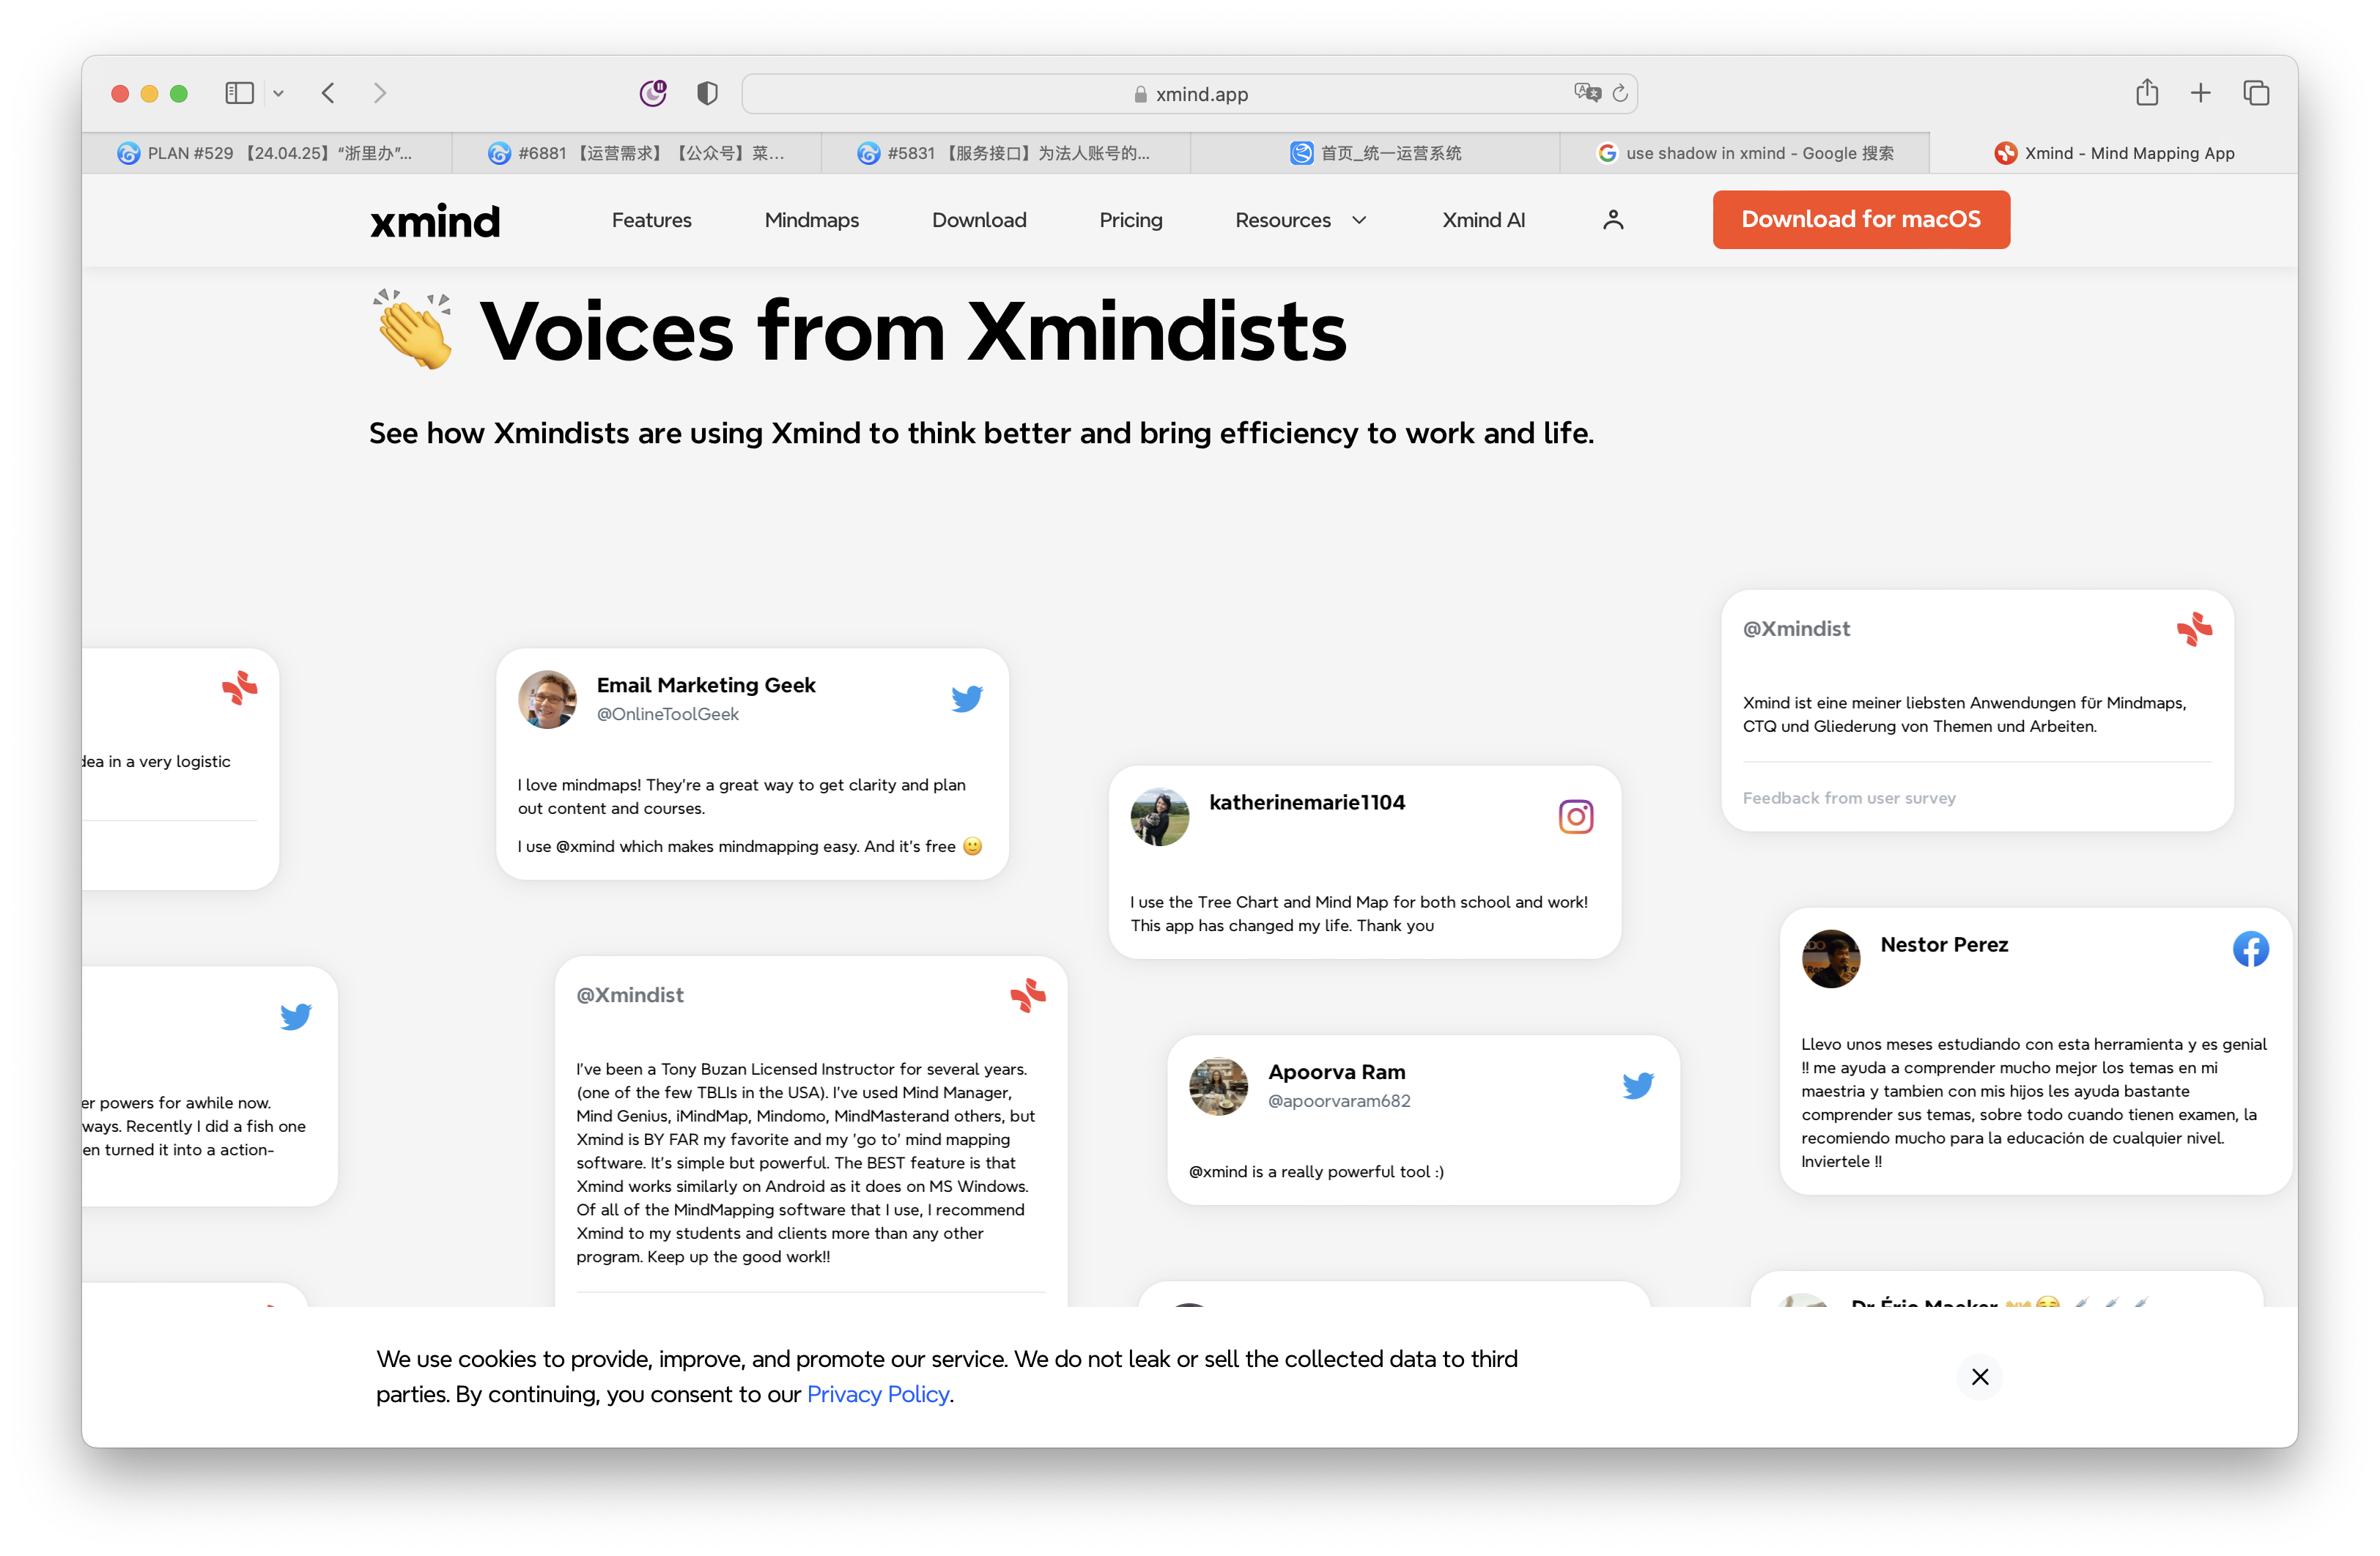 xmind.app
PLAN #529 【24.04.25】“浙里办”...
#6881 【运营需求】【公众号】菜...
#5831 【服务接口】为法人账号的...
首页_统一运营系统
use shadow in xmind - Google 搜索
Xmind - Mind Mapping App
xmind
Features
Mindmaps
Download
Pricing
Resources
Xmind AI
Download for macOS
Voices from Xmindists
See how Xmindists are using Xmind to think better and bring efficiency to work and life.
dea in a very logistic
er powers for awhile now.
ways. Recently I did a fish one
en turned it into a action-
Email Marketing Geek
@OnlineToolGeek
I love mindmaps! They're a great way to get clarity and plan
out content and courses.
I use @xmind which makes mindmapping easy. And it's free 🙂
@Xmindist
I've been a Tony Buzan Licensed Instructor for several years.
(one of the few TBLIs in the USA). I've used Mind Manager,
Mind Genius, iMindMap, Mindomo, MindMasterand others, but
Xmind is BY FAR my favorite and my 'go to' mind mapping
software. It's simple but powerful. The BEST feature is that
Xmind works similarly on Android as it does on MS Windows.
Of all of the MindMapping software that I use, I recommend
Xmind to my students and clients more than any other
program. Keep up the good work!!
katherinemarie1104
I use the Tree Chart and Mind Map for both school and work!
This app has changed my life. Thank you
Apoorva Ram
@apoorvaram682
@xmind is a really powerful tool :)
@Xmindist
Xmind ist eine meiner liebsten Anwendungen für Mindmaps,
CTQ und Gliederung von Themen und Arbeiten.
Feedback from user survey
Nestor Perez
Llevo unos meses estudiando con esta herramienta y es genial
!! me ayuda a comprender mucho mejor los temas en mi
maestria y tambien con mis hijos les ayuda bastante
comprender sus temas, sobre todo cuando tienen examen, la
recomiendo mucho para la educación de cualquier nivel.
Inviertele !!
We use cookies to provide, improve, and promote our service. We do not leak or sell the collected data to third
parties. By continuing, you consent to our Privacy Policy.